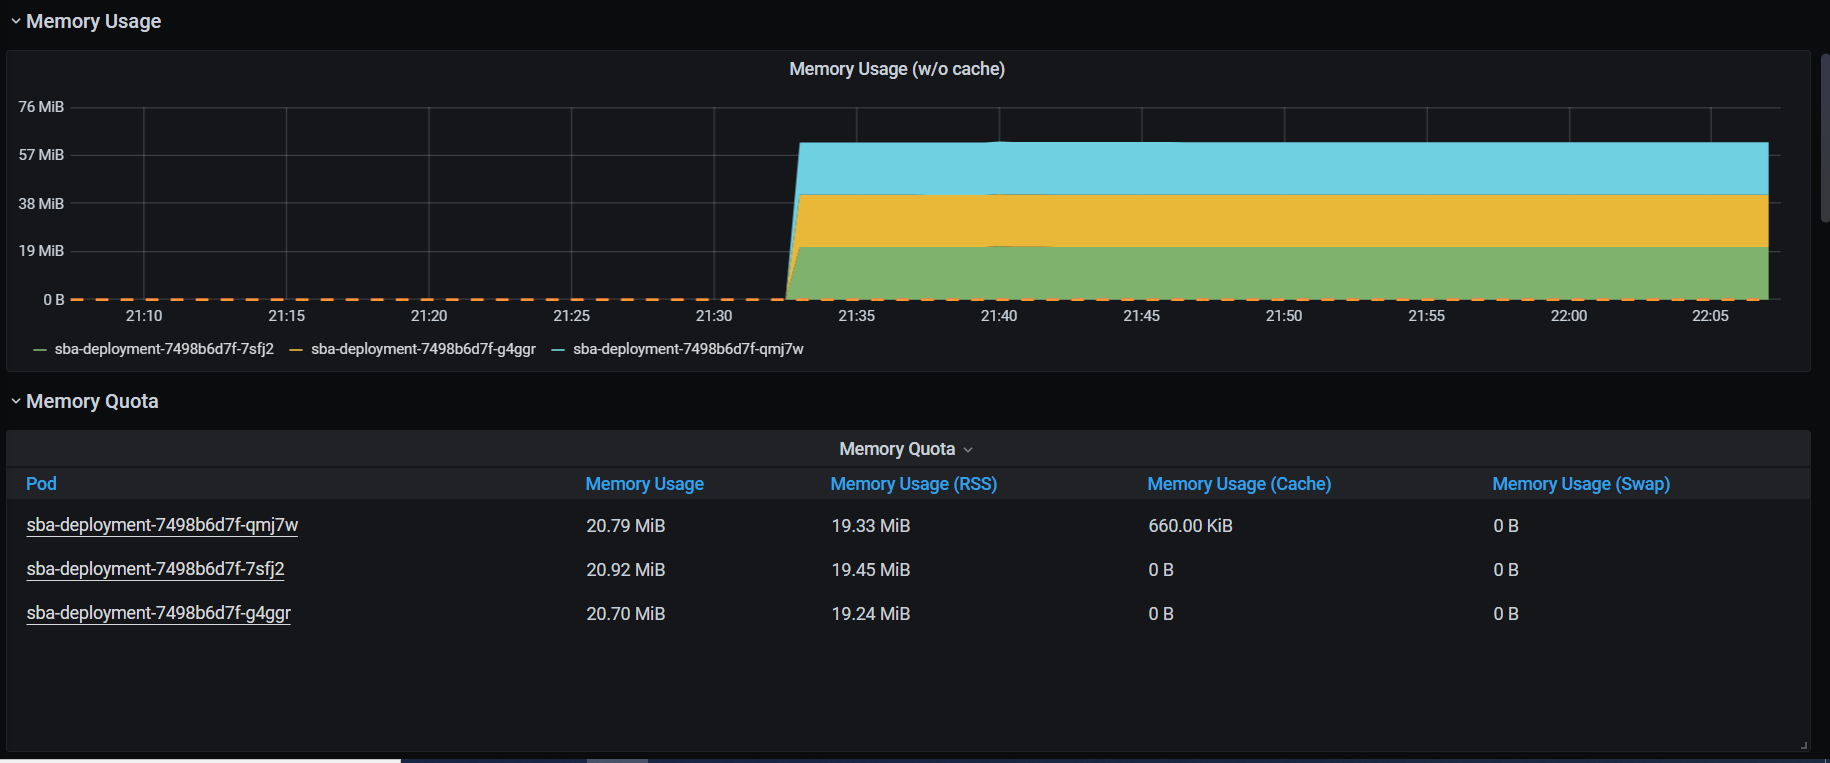 Memory Usage
Memory Usage (w/o cache)
76 MiB
57 MiB
38 MiB
19 MiB
0 B
21:10 21:15 21:20 21:25 21:30 21:35 21:40 21:45 21:50 21:55 22:00 22:05
sba-deployment-7498b6d7f-7sfj2 sba-deployment-7498b6d7f-g4ggr sba-deployment-7498b6d7f-qmj7w
Memory Quota
Memory Quota
Pod Memory Usage Memory Usage (RSS) Memory Usage (Cache) Memory Usage (Swap)
sba-deployment-7498b6d7f-qmj7w 20.79 MiB 19.33 MiB 660.00 KiB 0 B
sba-deployment-7498b6d7f-7sfj2 20.92 MiB 19.45 MiB 0 B 0 B
sba-deployment-7498b6d7f-g4ggr 20.70 MiB 19.24 MiB 0 B 0 B